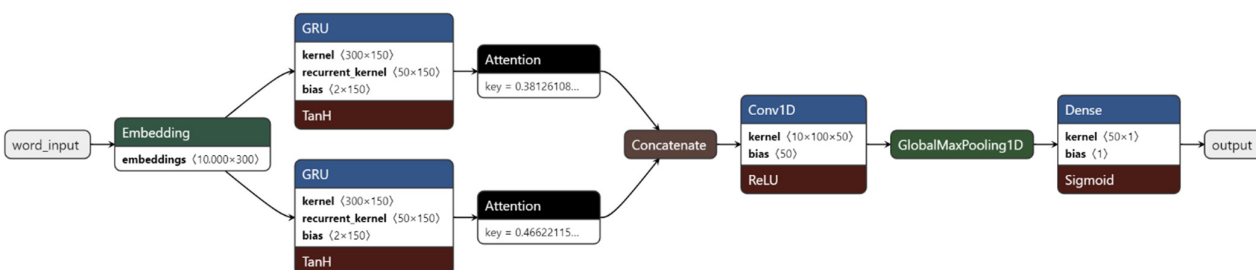 word_input
Embedding
embeddings ⟨10.000×300⟩
GRU
kernel ⟨300×150⟩
recurrent_kernel ⟨50×150⟩
bias ⟨2×150⟩
TanH
Attention
key = 0.38126108...
GRU
kernel ⟨300×150⟩
recurrent_kernel ⟨50×150⟩
bias ⟨2×150⟩
TanH
Attention
key = 0.46622115...
Concatenate
Conv1D
kernel ⟨10×100×50⟩
bias ⟨50⟩
ReLU
GlobalMaxPooling1D
Dense
kernel ⟨50×1⟩
bias ⟨1⟩
Sigmoid
output